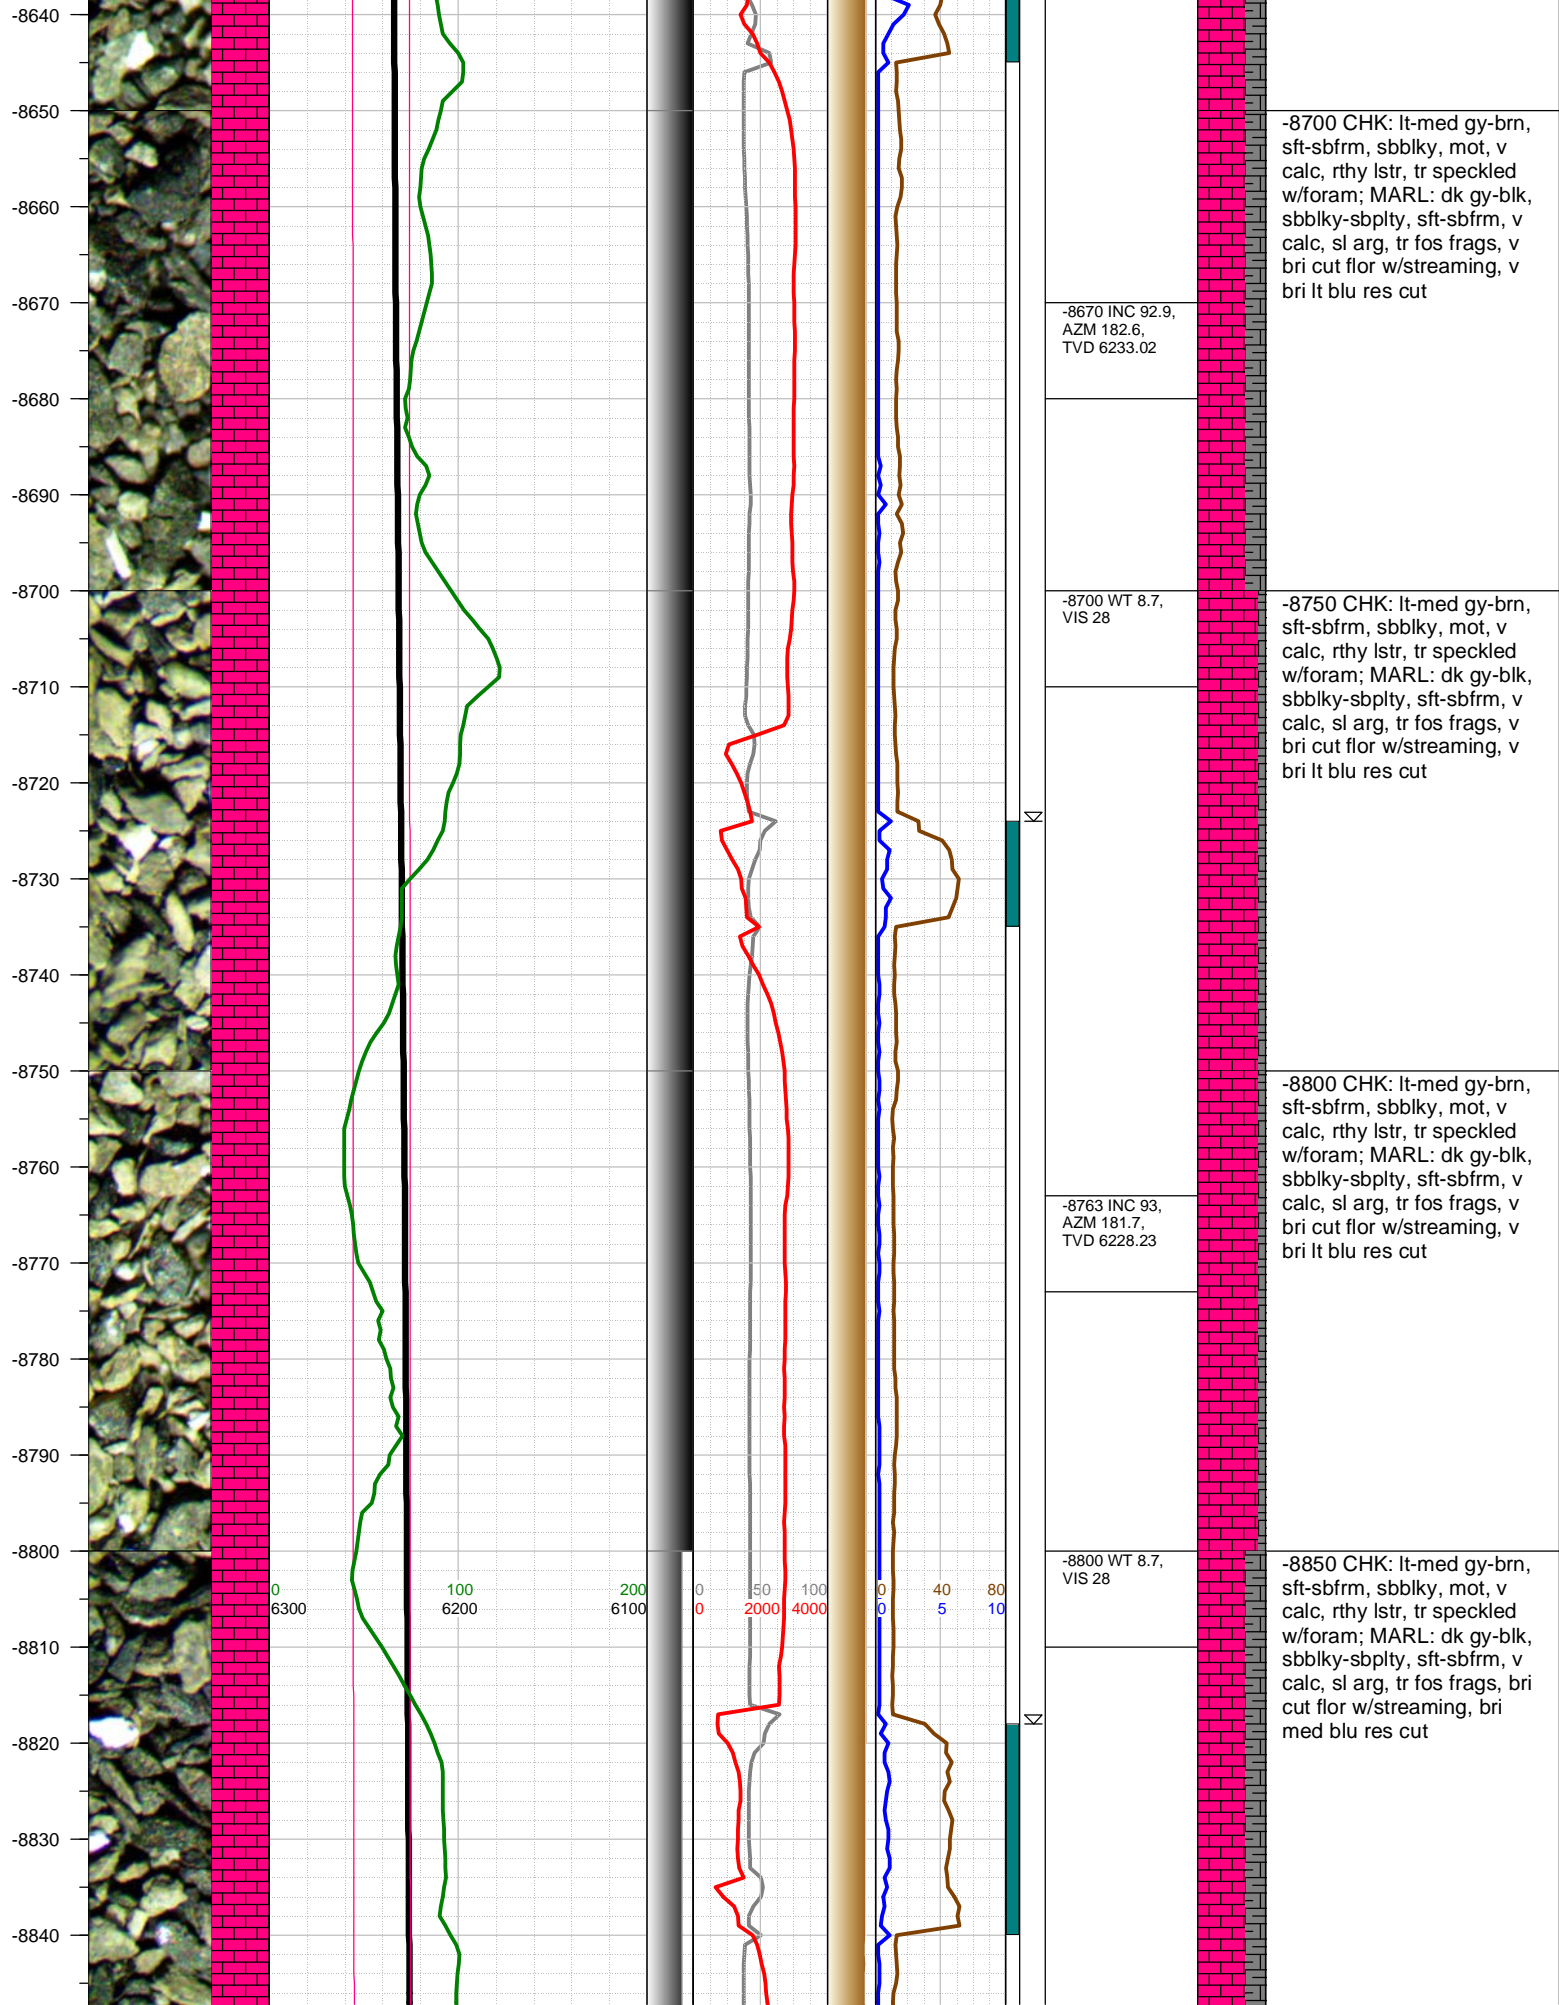 -8640
-8650
-8660
-8670
-8680
-8690
-8700
-8710
-8720
-8730
-8740
-8750
-8760
-8770
-8780
-8790
-8800
-8810
-8820
-8830
-8840
0 100 200
6300 6200 6100
0 50 100
0 2000 4000
0 40 80
0 5 10
-8670 INC 92.9,
AZM 182.6,
TVD 6233.02
-8700 WT 8.7,
VIS 28
-8763 INC 93,
AZM 181.7,
TVD 6228.23
-8800 WT 8.7,
VIS 28
-8700 CHK: lt-med gy-brn,
sft-sbfrm, sbblky, mot, v
calc, rthy lstr, tr speckled
w/foram; MARL: dk gy-blk,
sbblky-sbplty, sft-sbfrm, v
calc, sl arg, tr fos frags, v
bri cut flor w/streaming, v
bri lt blu res cut
-8750 CHK: lt-med gy-brn,
sft-sbfrm, sbblky, mot, v
calc, rthy lstr, tr speckled
w/foram; MARL: dk gy-blk,
sbblky-sbplty, sft-sbfrm, v
calc, sl arg, tr fos frags, v
bri cut flor w/streaming, v
bri lt blu res cut
-8800 CHK: lt-med gy-brn,
sft-sbfrm, sbblky, mot, v
calc, rthy lstr, tr speckled
w/foram; MARL: dk gy-blk,
sbblky-sbplty, sft-sbfrm, v
calc, sl arg, tr fos frags, v
bri cut flor w/streaming, v
bri lt blu res cut
-8850 CHK: lt-med gy-brn,
sft-sbfrm, sbblky, mot, v
calc, rthy lstr, tr speckled
w/foram; MARL: dk gy-blk,
sbblky-sbplty, sft-sbfrm, v
calc, sl arg, tr fos frags, bri
cut flor w/streaming, bri
med blu res cut